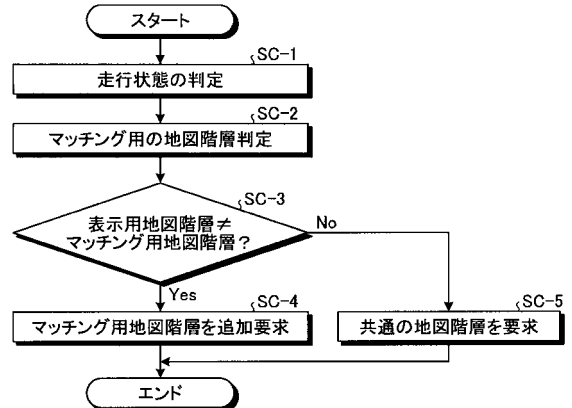 スタート
SC-1
走行状態の判定
SC-2
マッチング用の地図階層判定
SC-3
表示用地図階層≠
マッチング用地図階層？
No
Yes
SC-4
マッチング用地図階層を追加要求
SC-5
共通の地図階層を要求
エンド